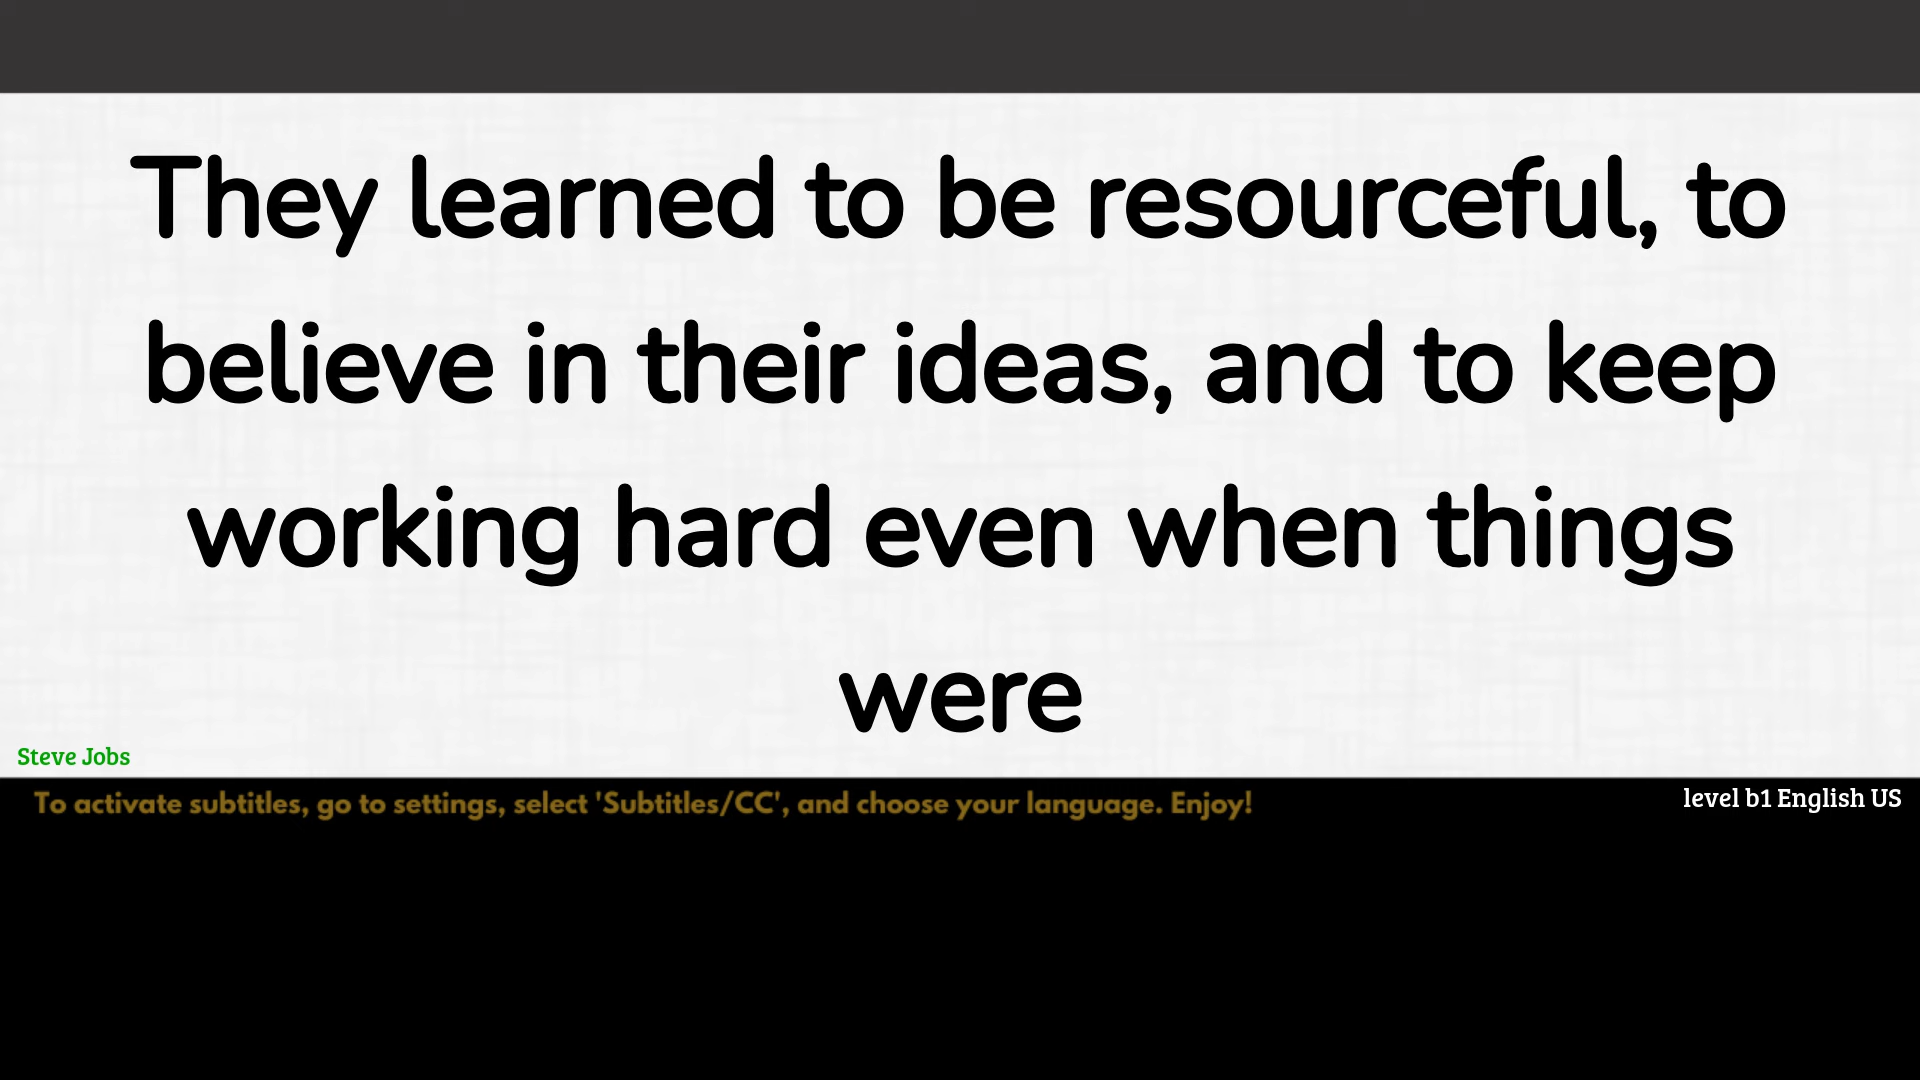 They learned to be resourceful, to
believe in their ideas, and to keep
working hard even when things
were
Steve Jobs
To activate subtitles, go to settings, select 'Subtitles/CC', and choose your language. Enjoy!
level b1 English US